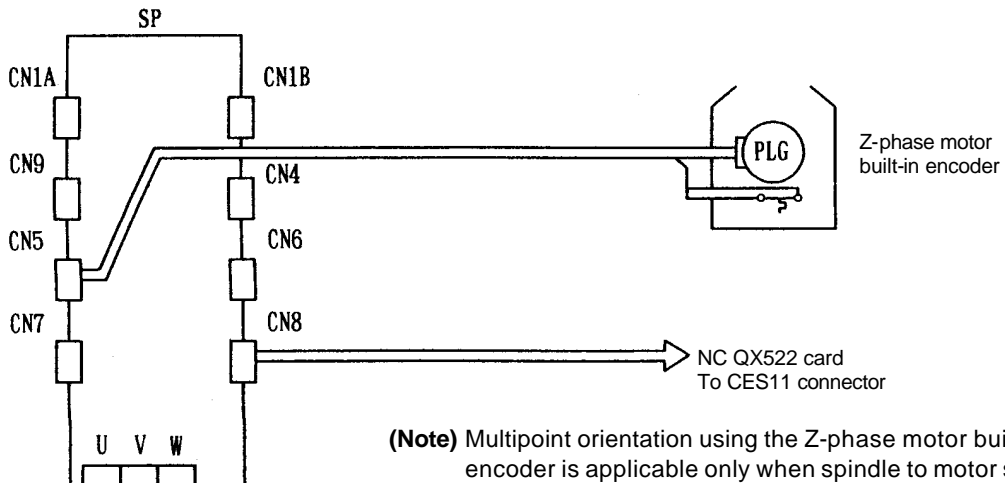 SP
CN1A
CN1B
CN9
CN4
PLG
Z-phase motor
built-in encoder
CN5
CN6
CN7
CN8
NC QX522 card
To CES11 connector
U V W
(Note) Multipoint orientation using the Z-phase motor
encoder is applicable only when spindle to motor